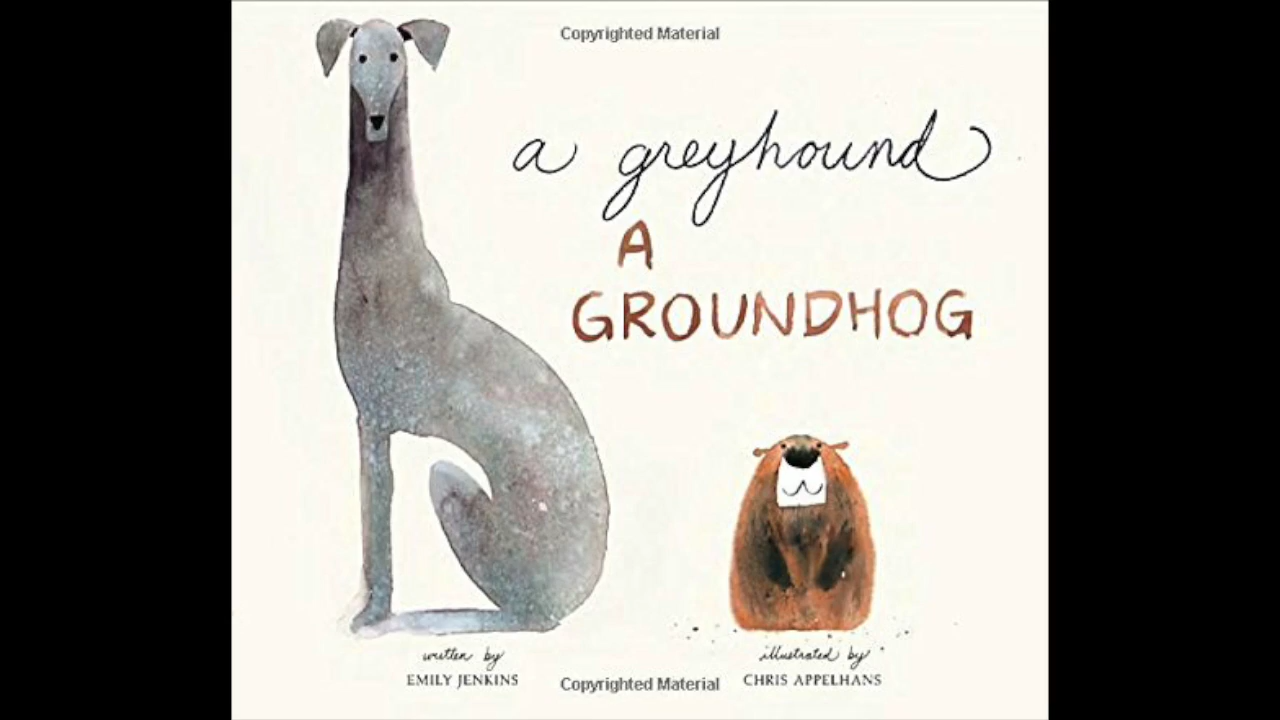 Copyrighted Material
a greyhound
A
GROUNDHOG
written by
EMILY JENKINS
illustrated by
CHRIS APPELHANS
Copyrighted Material